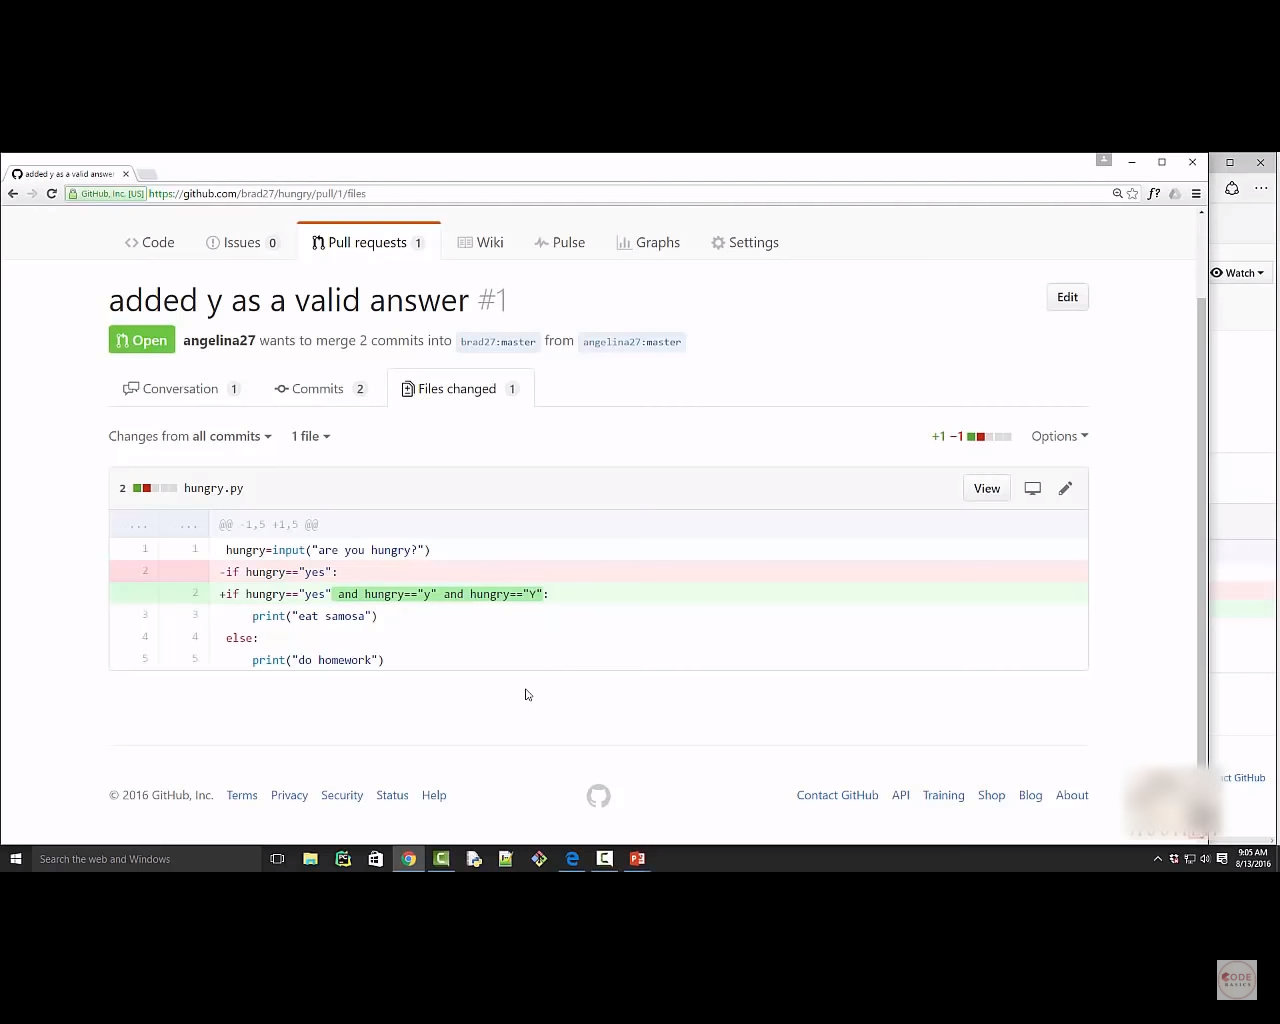 added y as a valid answer
GitHub, Inc. [US] https://github.com/brad27/hungry/pull/1/files
Code Issues 0 Pull requests 1 Wiki Pulse Graphs Settings
Watch
added y as a valid answer #1
Edit
Open angelina27 wants to merge 2 commits into brad27:master from angelina27:master
Conversation 1 Commits 2 Files changed 1
Changes from all commits 1 file +1 −1 Options
2 hungry.py View
... ... @@ -1,5 +1,5 @@
1 1 hungry=input("are you hungry?")
2 -if hungry=="yes":
2 +if hungry=="yes" and hungry=="y" and hungry=="Y":
3 3 print("eat samosa")
4 4 else:
5 5 print("do homework")
© 2016 GitHub, Inc. Terms Privacy Security Status Help Contact GitHub API Training Shop Blog About
GitHub
Search the web and Windows
9:05 AM
8/13/2016
CODE
BASICS